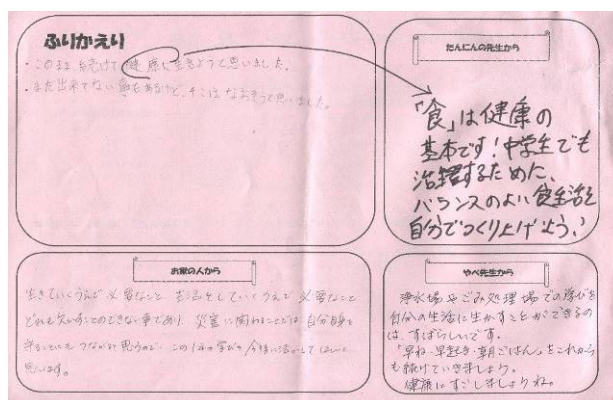 ふりかえり
・このまま続けて健康に生きようと思いました。
・まだ出来てない事もあるけど、そこはなおそうと思いました。
たんにんの先生から
「食」は健康の
基本です！中学生でも
活躍するために、
バランスのよい食生活を
自分でつくり上げよう！
お家の人から
生きていくうえで必要なこと、生活をしていくうえで必要なこと
どれも欠かすことのできない事であり、災害に関わることでは、自分自身を
守ることにもつながると思うので、この1年の学びを今後に活かしてほしいと
思います。
やべ先生から
浄水場やごみ処理場での学びを
自分の生活に生かすことができるの
は、すばらしいです。
「早ね・早起き・朝ごはん」をこれから
も続けていきましょう。
健康にすごしましょうね。